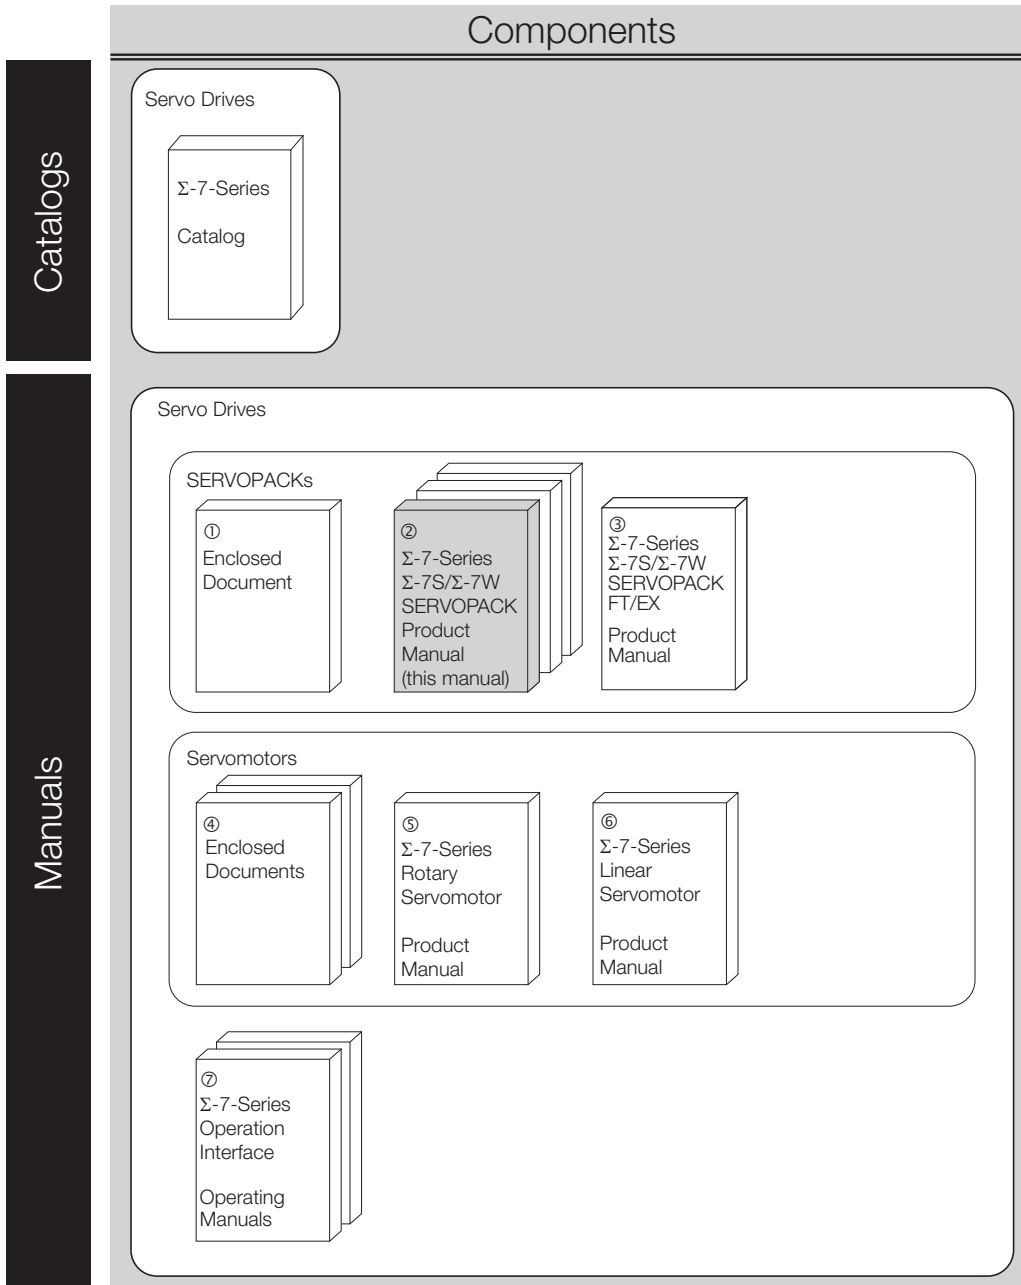 Components
Catalogs
Servo Drives
Σ-7-Series
Catalog
Manuals
Servo Drives
SERVOPACKs
①
Enclosed
Document
②
Σ-7-Series
Σ-7S/Σ-7W
SERVOPACK
Product
Manual
(this manual)
③
Σ-7-Series
Σ-7S/Σ-7W
SERVOPACK
FT/EX
Product
Manual
Servomotors
④
Enclosed
Documents
⑤
Σ-7-Series
Rotary
Servomotor
Product
Manual
⑥
Σ-7-Series
Linear
Servomotor
Product
Manual
⑦
Σ-7-Series
Operation
Interface
Operating
Manuals